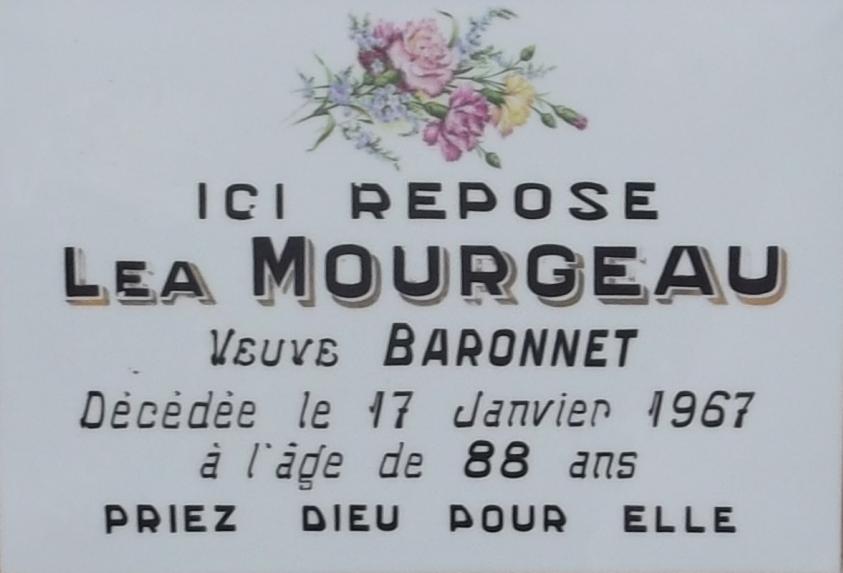 ICI REPOSE
LEA MOURGEAU
VEUVE BARONNET
Décédée le 17 Janvier 1967
à l'âge de 88 ans
PRIEZ DIEU POUR ELLE